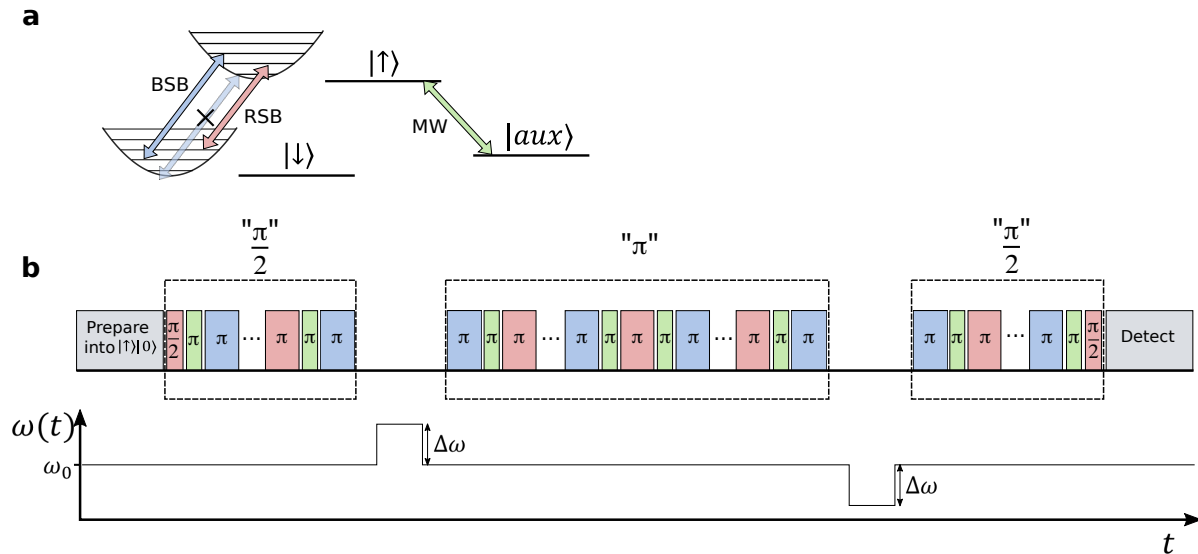 a
BSB
RSB
|↑⟩
|↓⟩
MW
|aux⟩
b
"π/2"
"π"
"π/2"
Prepare
into |↑⟩|0⟩
π/2 π π ... π π π
π π π ... π π π π π ... π π π
π π π ... π π π/2
Detect
ω(t)
ω₀
Δω
Δω
t